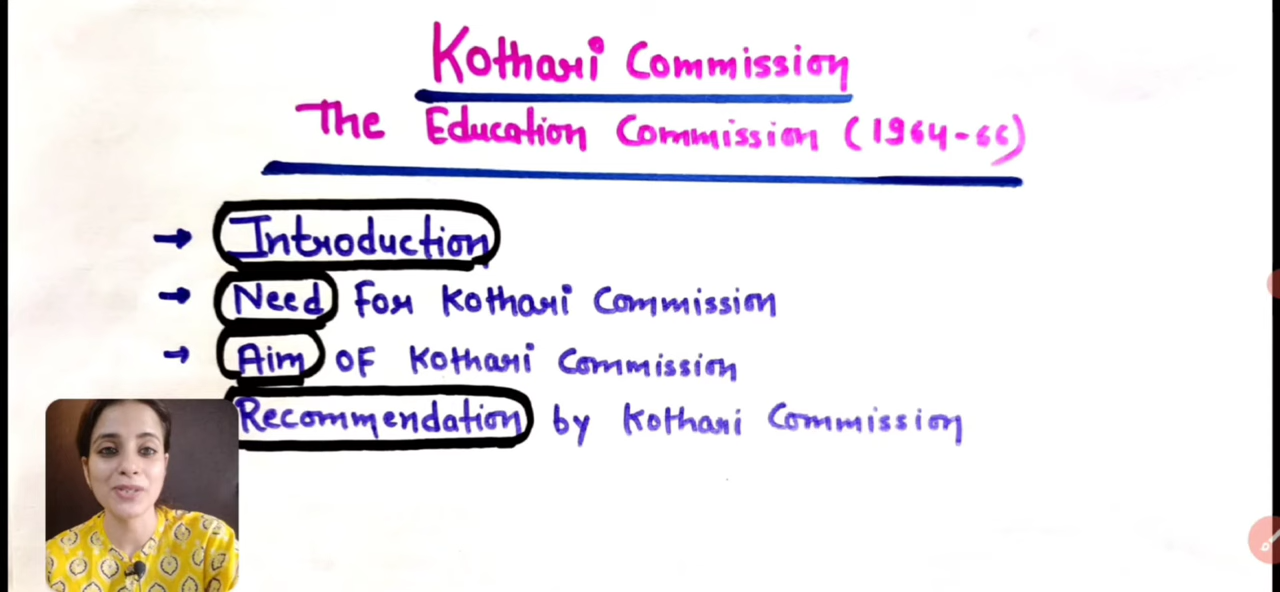 Kothari Commission
The Education Commission (1964-66)
→ Introduction
→ Need For Kothari Commission
→ Aim OF Kothari Commission
Recommendation by Kothari Commission